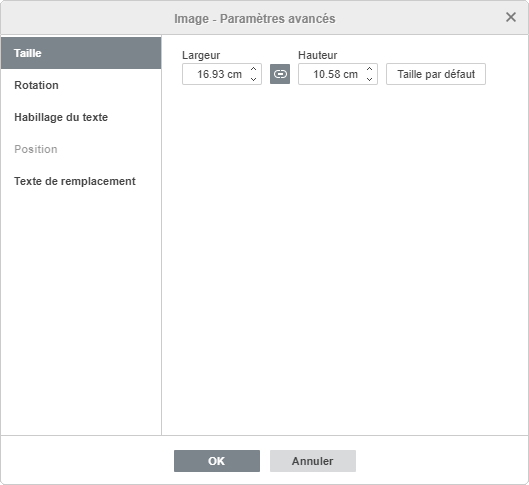 Image - Paramètres avancés
Taille
Rotation
Habillage du texte
Position
Texte de remplacement
Largeur
Hauteur
16.93 cm
10.58 cm
Taille par défaut
OK
Annuler